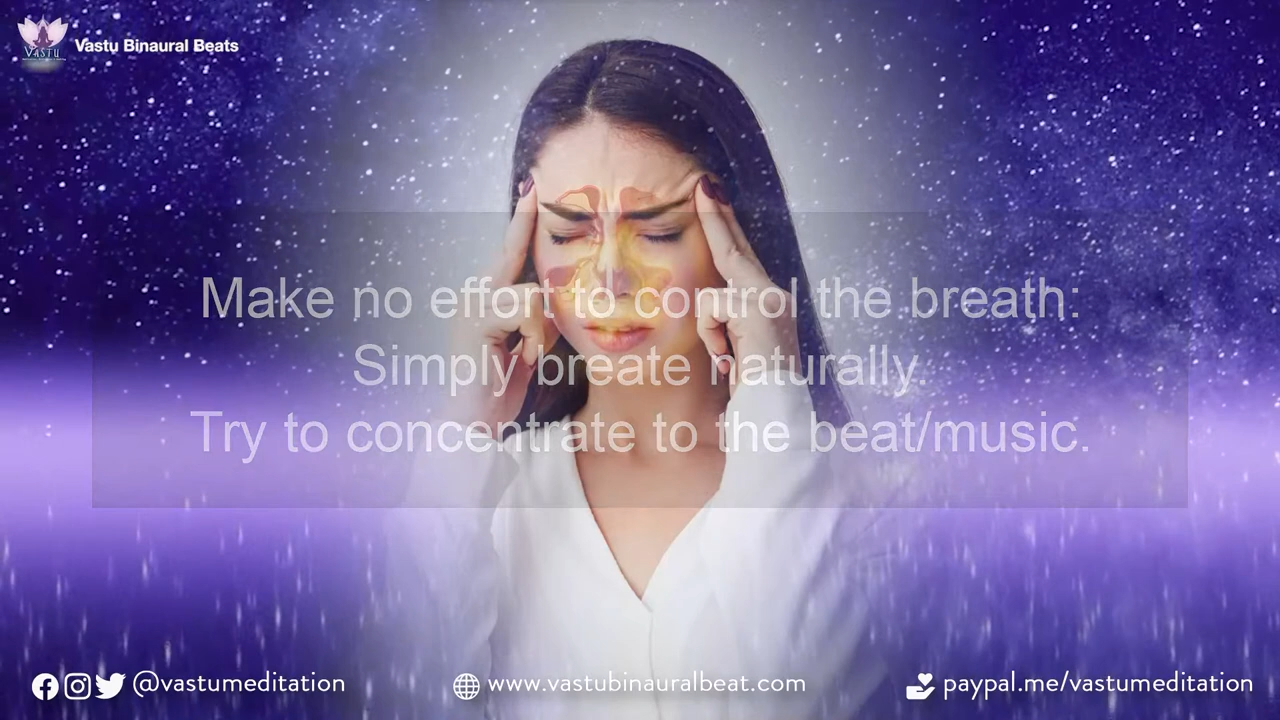 VASTU
Vastu Binaural Beats
Make no effort to control the breath:
Simply breate naturally.
Try to concentrate to the beat/music.
@vastumeditation
www.vastubinauralbeat.com
paypal.me/vastumeditation